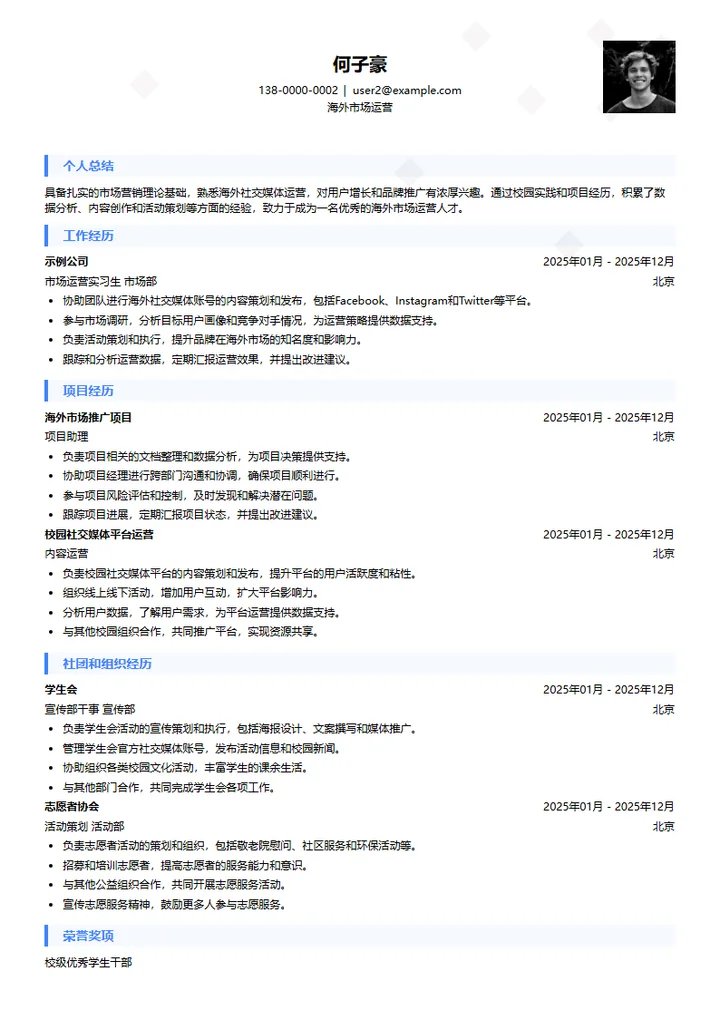 何子豪
138-0000-0002 | user2@example.com
海外市场运营
个人总结
具备扎实的市场营销理论基础，熟悉海外社交媒体运营，对用户增长和品牌推广有浓厚兴趣。通过校园实践和项目经历，积累了数
据分析、内容创作和活动策划等方面的经验，致力于成为一名优秀的海外市场运营人才。
工作经历
示例公司 2025年01月 - 2025年12月
市场运营实习生 市场部 北京
• 协助团队进行海外社交媒体账号的内容策划和发布，包括Facebook、Instagram和Twitter等平台。
• 参与市场调研，分析目标用户画像和竞争对手情况，为运营策略提供数据支持。
• 负责活动策划和执行，提升品牌在海外市场的知名度和影响力。
• 跟踪和分析运营数据，定期汇报运营效果，并提出改进建议。
项目经历
海外市场推广项目 2025年01月 - 2025年12月
项目助理 北京
• 负责项目相关的文档整理和数据分析，为项目决策提供支持。
• 协助项目经理进行跨部门沟通和协调，确保项目顺利进行。
• 参与项目风险评估和控制，及时发现和解决潜在问题。
• 跟踪项目进展，定期汇报项目状态，并提出改进建议。
校园社交媒体平台运营 2025年01月 - 2025年12月
内容运营 北京
• 负责校园社交媒体平台的内容策划和发布，提升平台的用户活跃度和粘性。
• 组织线上线下活动，增加用户互动，扩大平台影响力。
• 分析用户数据，了解用户需求，为平台运营提供数据支持。
• 与其他校园组织合作，共同推广平台，实现资源共享。
社团和组织经历
学生会 2025年01月 - 2025年12月
宣传部干事 宣传部 北京
• 负责学生会活动的宣传策划和执行，包括海报设计、文案撰写和媒体推广。
• 管理学生会官方社交媒体账号，发布活动信息和校园新闻。
• 协助组织各类校园文化活动，丰富学生的课余生活。
• 与其他部门合作，共同完成学生会各项工作。
志愿者协会 2025年01月 - 2025年12月
活动策划 活动部 北京
• 负责志愿者活动的策划和组织，包括敬老院慰问、社区服务和环保活动等。
• 招募和培训志愿者，提高志愿者的服务能力和意识。
• 与其他公益组织合作，共同开展志愿服务活动。
• 宣传志愿服务精神，鼓励更多人参与志愿服务。
荣誉奖项
校级优秀学生干部